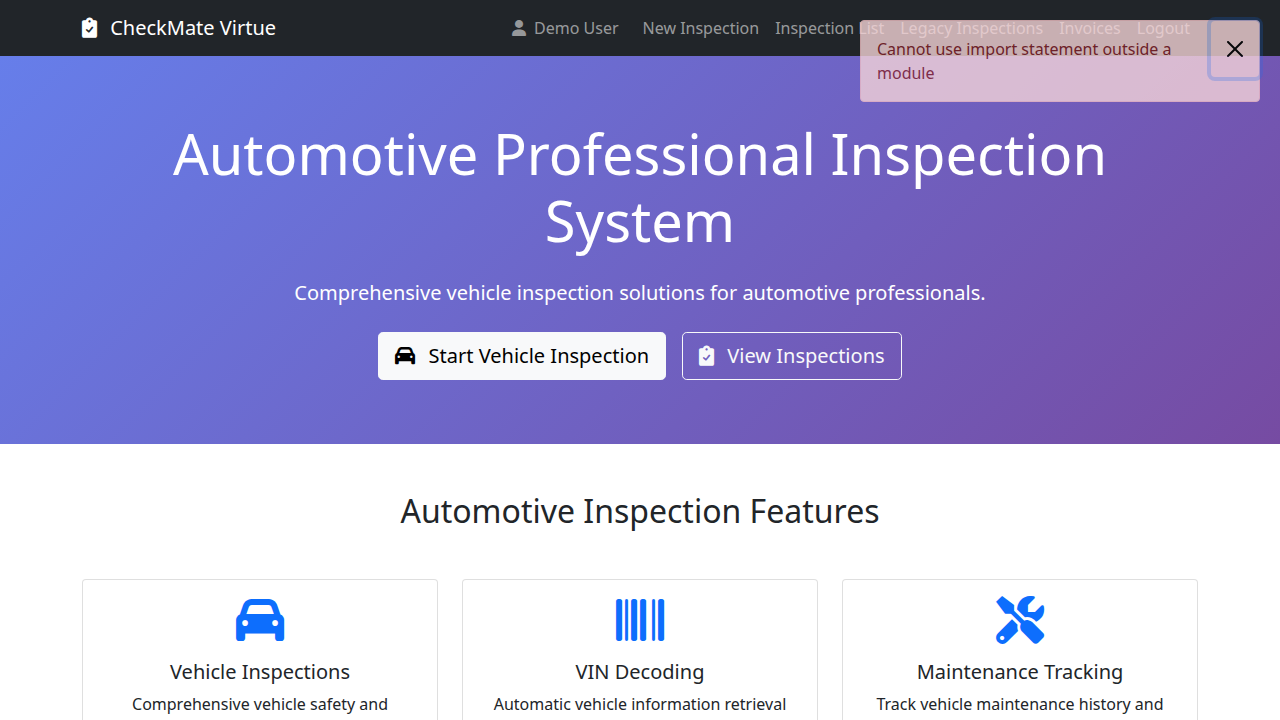 CheckMate Virtue
Demo User
New Inspection
Inspection List
Legacy Inspections
Invoices
Logout
Cannot use import statement outside a
module
Automotive Professional Inspection
System
Comprehensive vehicle inspection solutions for automotive professionals.
Start Vehicle Inspection
View Inspections
Automotive Inspection Features
Vehicle Inspections
Comprehensive vehicle safety and
VIN Decoding
Automatic vehicle information retrieval
Maintenance Tracking
Track vehicle maintenance history and